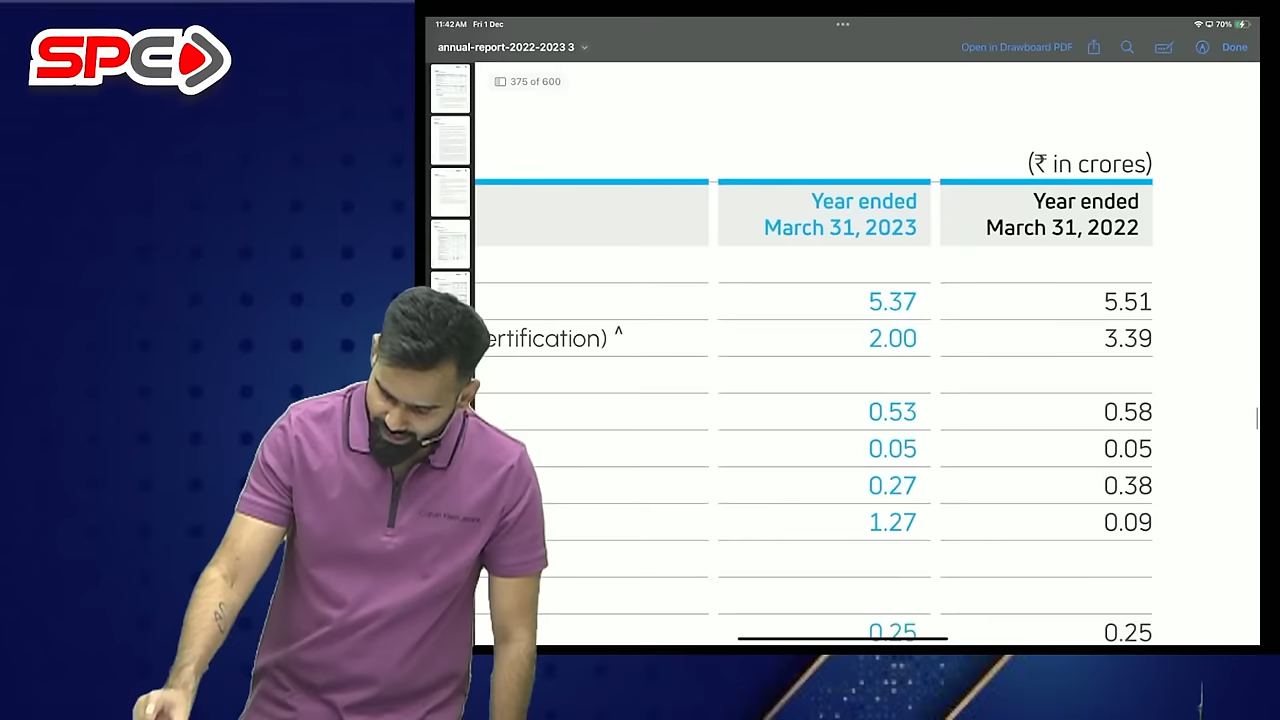 SPC
11:42 AM Fri 1 Dec
70%
annual-report-2022-2023 3
Open in Drawboard PDF
Done
375 of 600
(₹ in crores)
Year ended March 31, 2023
Year ended March 31, 2022
5.37 5.51
ertification) ^ 2.00 3.39
0.53 0.58
0.05 0.05
0.27 0.38
1.27 0.09
0.25 0.25